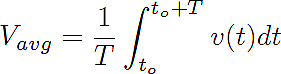 V_{avg} = \frac{1}{T} \int_{t_o}^{t_o+T} v(t)dt